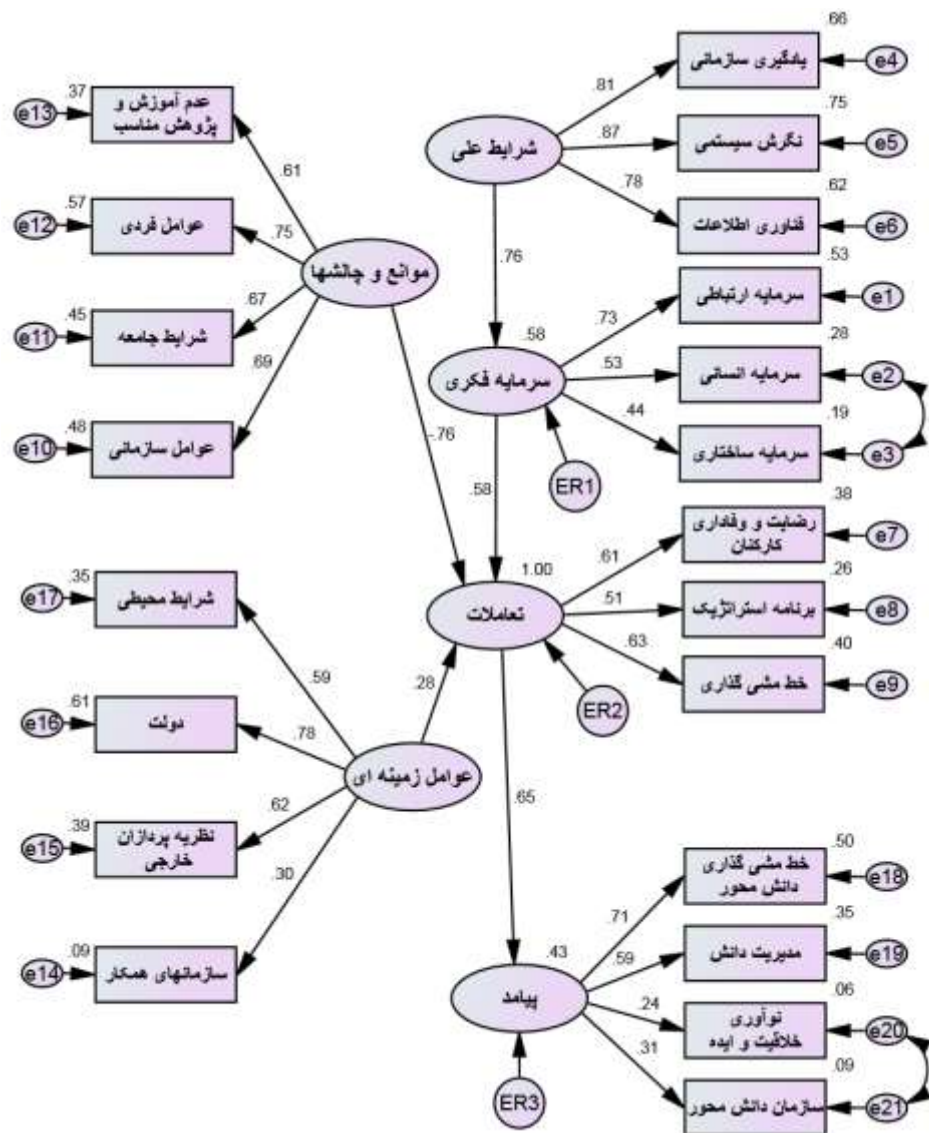 .66
یادگیری سازمانی
e4
.81
.75
نگرش سیستمی
e5
.87
شرایط علی
.62
فناوری اطلاعات
e6
.78
.76
.53
سرمایه ارتباطی
e1
.73
.58
سرمایه فکری
.28
سرمایه انسانی
e2
.53
.19
سرمایه ساختاری
e3
.44
ER1
.58
e13
.37
عدم آموزش و
پژوهش مناسب
.61
e12
.57
عوامل فردی
.75
موانع و چالشها
e11
.45
شرایط جامعه
.67
e10
.48
عوامل سازمانی
.69
-.76
.38
رضایت و وفاداری
کارکنان
e7
.61
1.00
تعاملات
.26
برنامه استراتژیک
e8
.51
.40
خط مشی گذاری
e9
.63
ER2
e17
.35
شرایط محیطی
.59
.28
e16
.61
دولت
.78
عوامل زمینه ای
e15
.39
نظریه پردازان
خارجی
.62
e14
.09
سازمانهای همکار
.30
.65
.50
خط مشی گذاری
دانش محور
e18
.71
.43
پیامد
.35
مدیریت دانش
e19
.59
.06
نوآوری
خلاقیت و ایده
e20
.24
.09
سازمان دانش محور
e21
.31
ER3